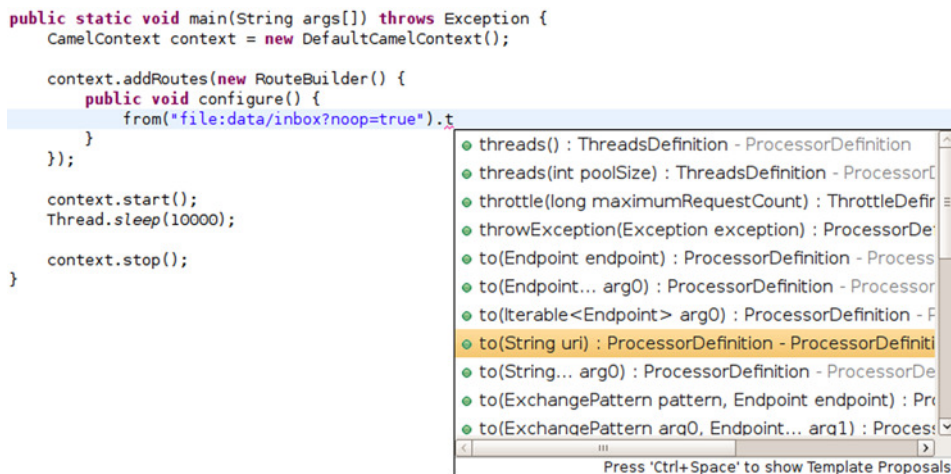 public static void main(String args[]) throws Exception {
CamelContext context = new DefaultCamelContext();
context.addRoutes(new RouteBuilder() {
public void configure() {
from("file:data/inbox?noop=true").t
}
});
context.start();
Thread.sleep(10000);
context.stop();
}
threads() : ThreadsDefinition - ProcessorDefinition
threads(int poolSize) : ThreadsDefinition - Processor
throttle(long maximumRequestCount) : ThrottleDefin
throwException(Exception exception) : ProcessorDe
to(Endpoint endpoint) : ProcessorDefinition - Process
to(Endpoint... arg0) : ProcessorDefinition - Processor
to(Iterable<Endpoint> arg0) : ProcessorDefinition - P
to(String uri) : ProcessorDefinition - ProcessorDefiniti
to(String... arg0) : ProcessorDefinition - ProcessorDe
to(ExchangePattern pattern, Endpoint endpoint) : Pro
to(ExchangePattern arg0, Endpoint... arg1) : Process
Press 'Ctrl+Space' to show Template Proposals